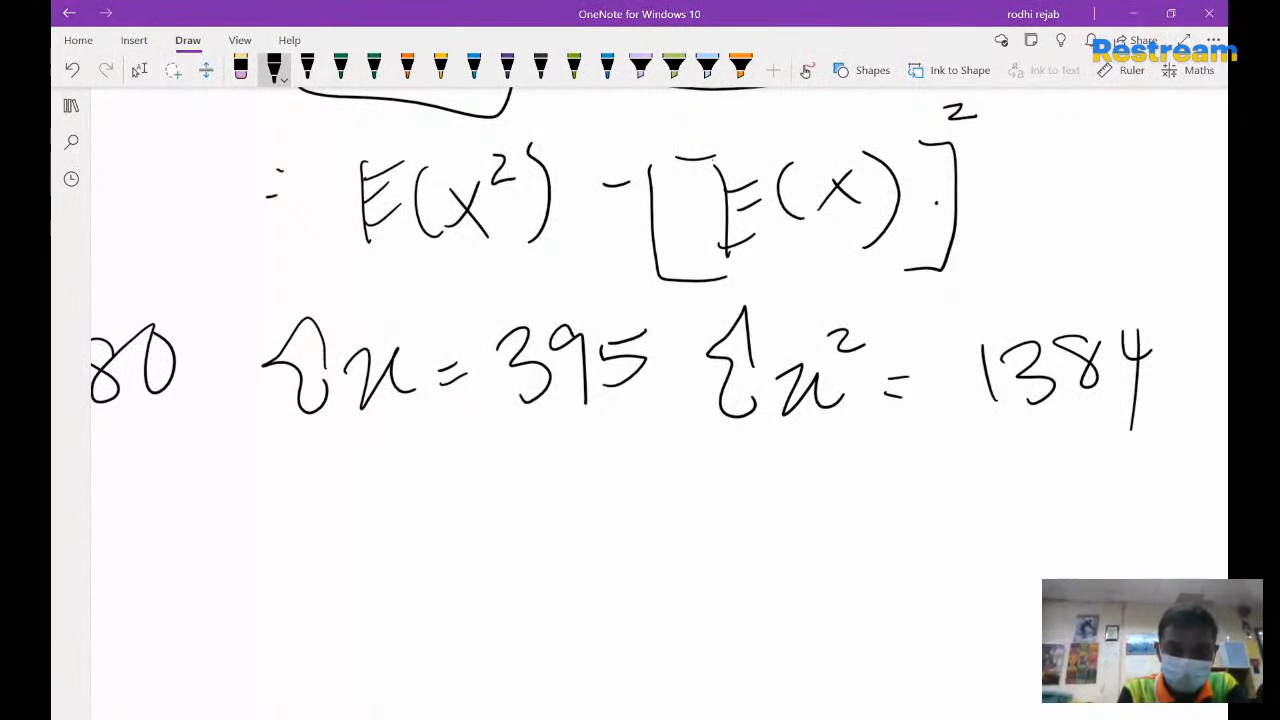 OneNote for Windows 10
rodhi rejab
Home Insert Draw View Help
Share
Restream
Shapes Ink to Shape Ink to Text Ruler Maths
= E(x²) - [E(x)]²
80 Σx = 395 Σx² = 1384